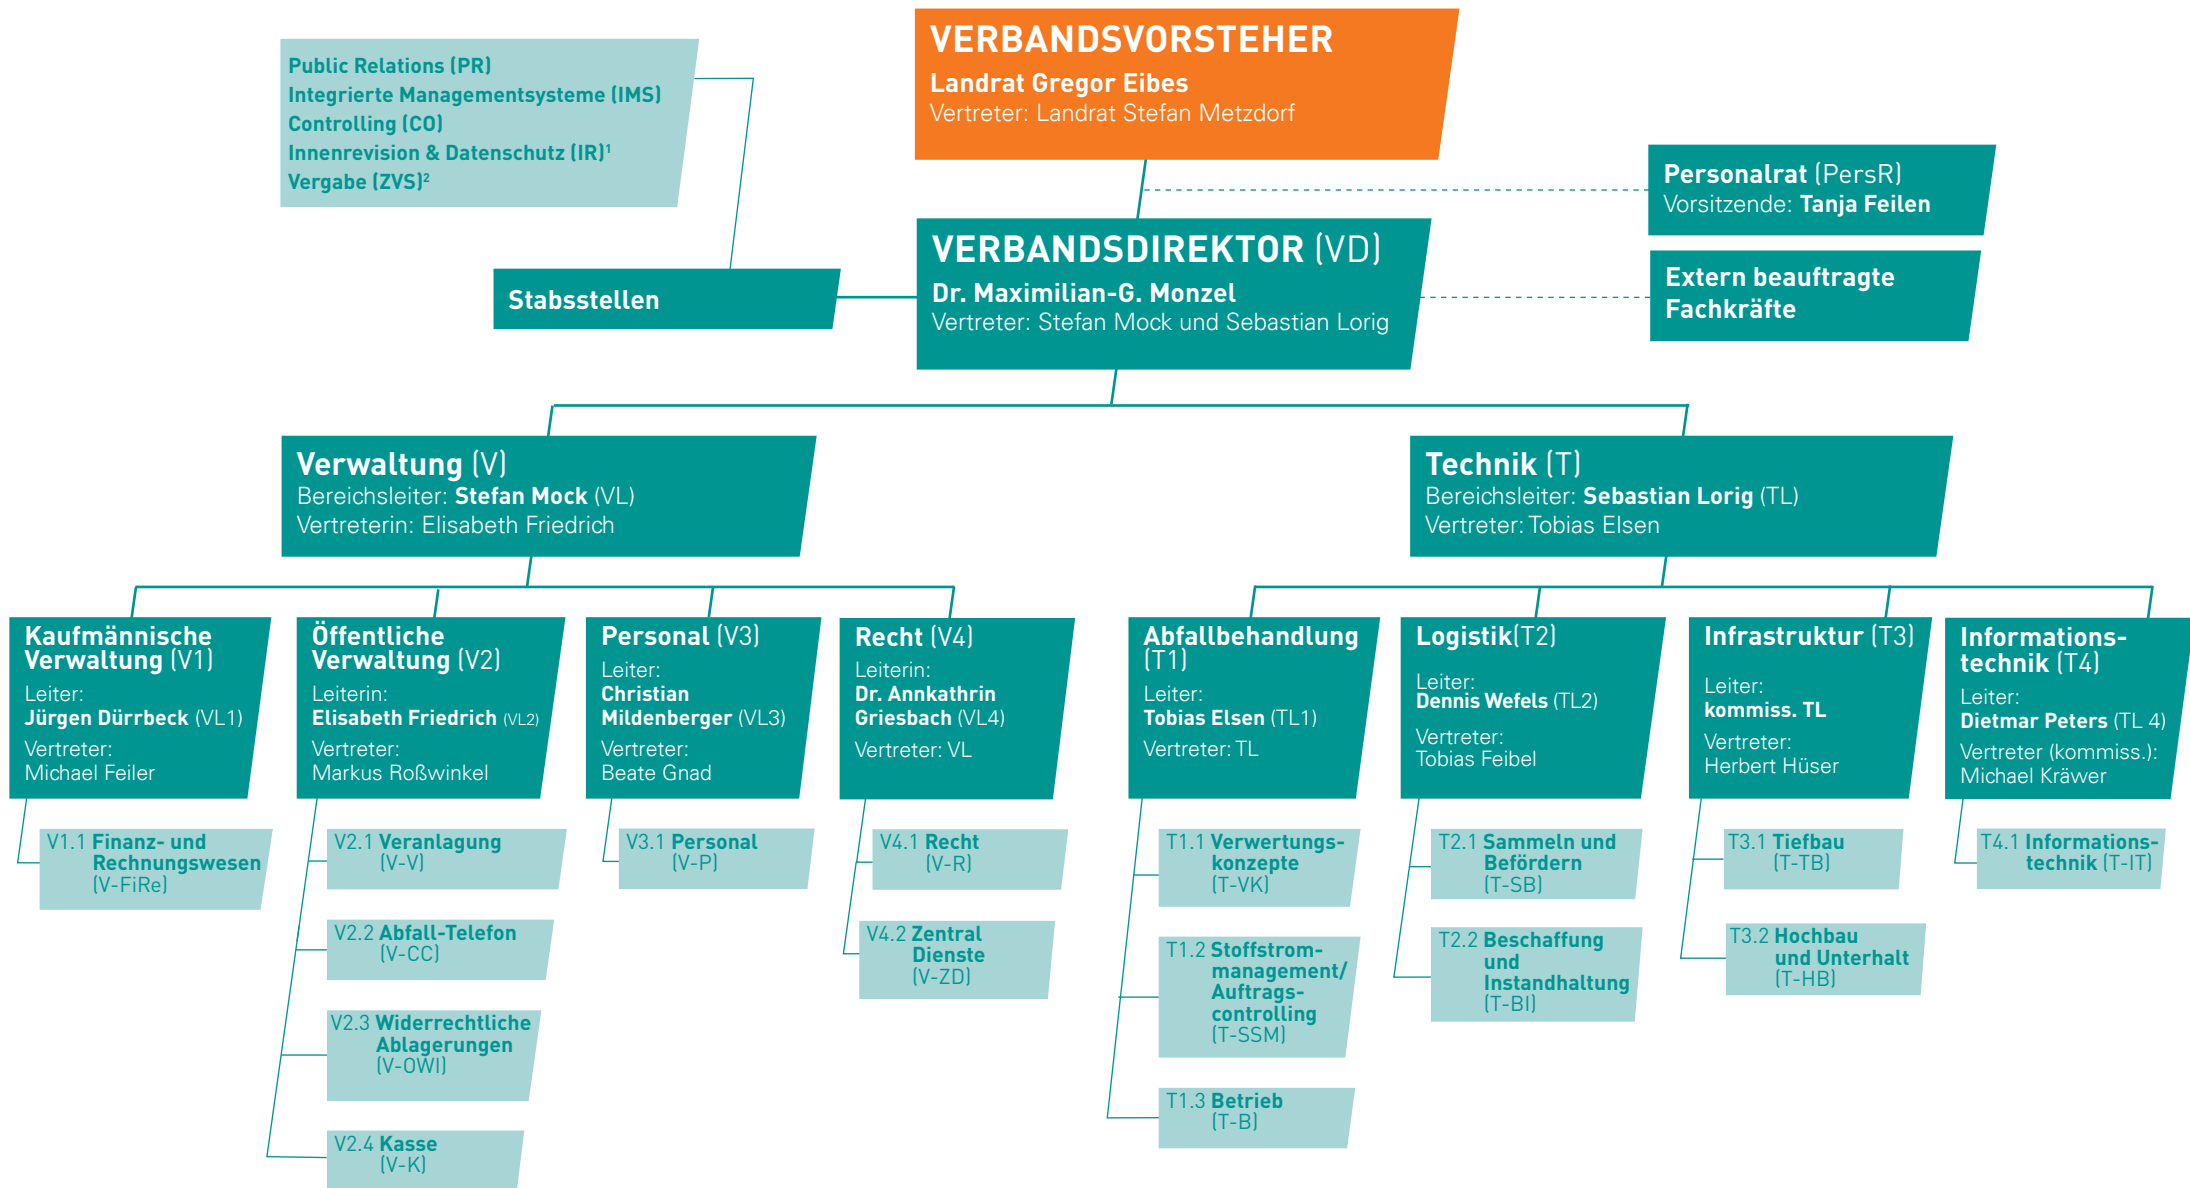 VERBANDSVORSTEHER
Landrat Gregor Eibes
Vertreter: Landrat Stefan Metzdorf
Public Relations (PR)
Integrierte Managementsysteme (IMS)
Controlling (CO)
Innenrevision & Datenschutz (IR)¹
Vergabe (ZVS)²
Personalrat (PersR)
Vorsitzende: Tanja Feilen
VERBANDSDIREKTOR (VD)
Dr. Maximilian-G. Monzel
Vertreter: Stefan Mock und Sebastian Lorig
Stabsstellen
Extern beauftragte
Fachkräfte
Verwaltung (V)
Bereichsleiter: Stefan Mock (VL)
Vertreterin: Elisabeth Friedrich
Technik (T)
Bereichsleiter: Sebastian Lorig (TL)
Vertreter: Tobias Elsen
Kaufmännische
Verwaltung (V1)
Leiter:
Jürgen Dürrbeck (VL1)
Vertreter:
Michael Feiler
Öffentliche
Verwaltung (V2)
Leiterin:
Elisabeth Friedrich (VL2)
Vertreter:
Markus Roßwinkel
Personal (V3)
Leiter:
Christian
Mildenberger (VL3)
Vertreter:
Beate Gnad
Recht (V4)
Leiterin:
Dr. Annkathrin
Griesbach (VL4)
Vertreter: VL
Abfallbehandlung
(T1)
Leiter:
Tobias Elsen (TL1)
Vertreter: TL
Logistik(T2)
Leiter:
Dennis Wefels (TL2)
Vertreter:
Tobias Feibel
Infrastruktur (T3)
Leiter:
kommiss. TL
Vertreter:
Herbert Hüser
Informations-
technik (T4)
Leiter:
Dietmar Peters (TL 4)
Vertreter (kommiss.):
Michael Kräwer
V1.1 Finanz- und
Rechnungswesen
(V-FiRe)
V2.1 Veranlagung
(V-V)
V2.2 Abfall-Telefon
(V-CC)
V2.3 Widerrechtliche
Ablagerungen
(V-OWI)
V2.4 Kasse
(V-K)
V3.1 Personal
(V-P)
V4.1 Recht
(V-R)
V4.2 Zentral
Dienste
(V-ZD)
T1.1 Verwertungs-
konzepte
(T-VK)
T1.2 Stoffstrom-
management/
Auftrags-
controlling
(T-SSM)
T1.3 Betrieb
(T-B)
T2.1 Sammeln und
Befördern
(T-SB)
T2.2 Beschaffung
und
Instandhaltung
(T-BI)
T3.1 Tiefbau
(T-TB)
T3.2 Hochbau
und Unterhalt
(T-HB)
T4.1 Informations-
technik (T-IT)